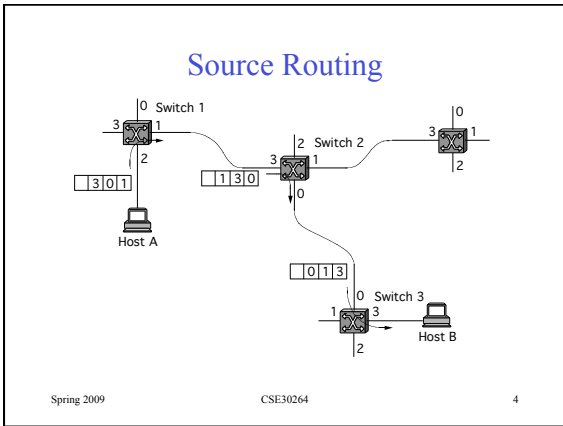 Source Routing
0 Switch 1
3 1
2
3 0 1
Host A
2 Switch 2
3 1
0
1 3 0
0
3 1
2
0 1 3
0 Switch 3
1 3
2
Host B
Spring 2009 CSE30264 4